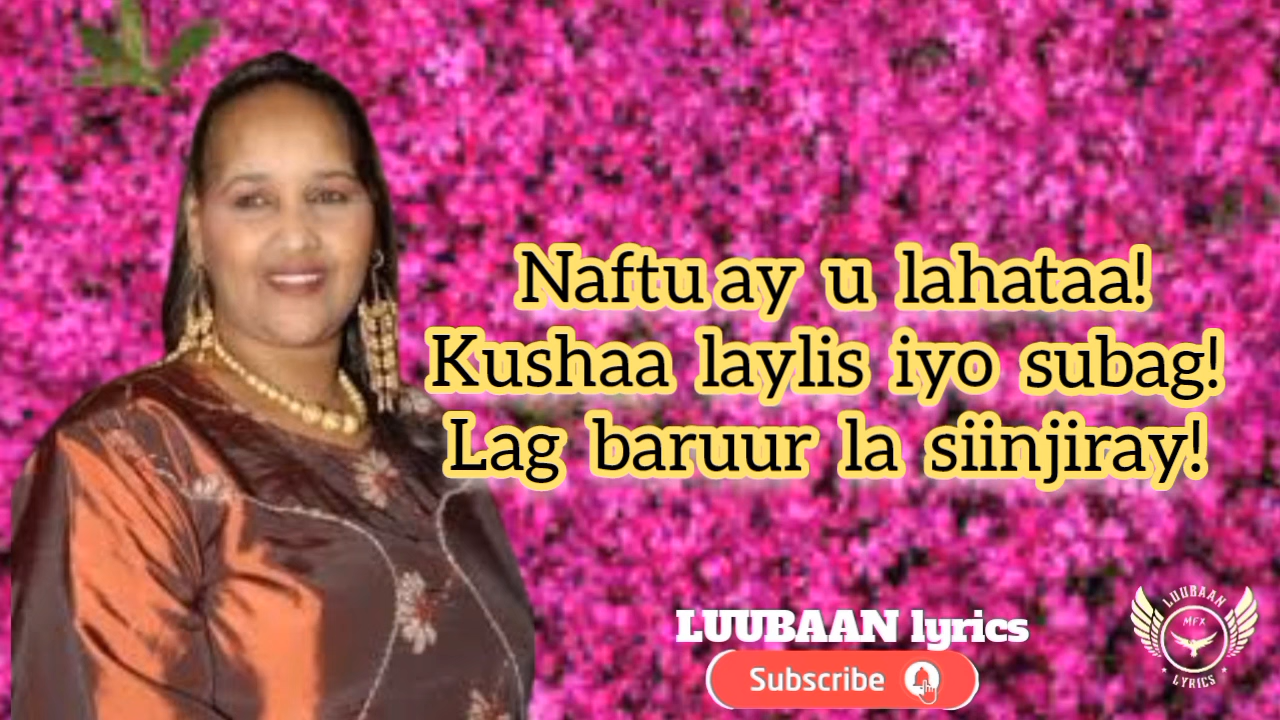 Naftu ay u lahataa!
Kushaa laylis iyo subag!
Lag baruur la siinjiray!
LUUBAAN lyrics
Subscribe
LUUBAAN
MFX
LYRICS